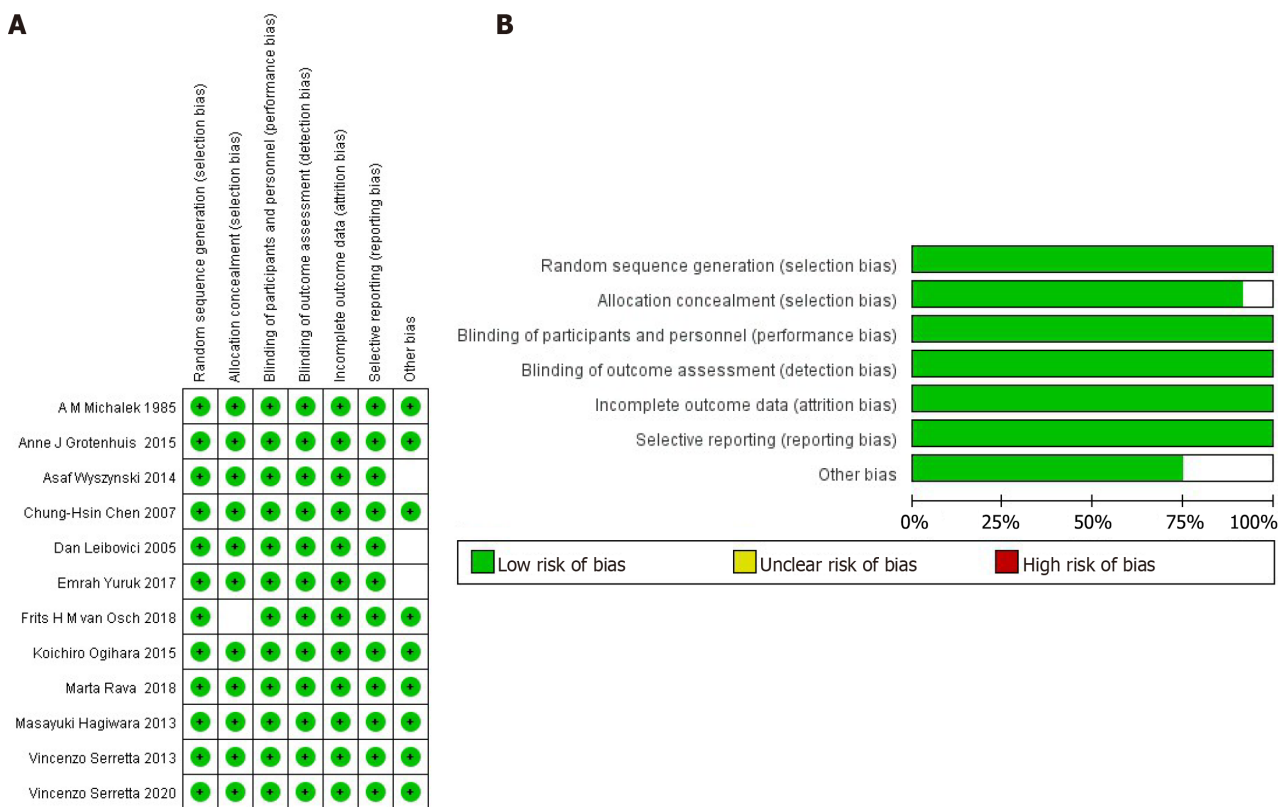 A
Random sequence generation (selection bias)
Allocation concealment (selection bias)
Blinding of participants and personnel (performance bias)
Blinding of outcome assessment (detection bias)
Incomplete outcome data (attrition bias)
Selective reporting (reporting bias)
Other bias
A M Michalek 1985
Anne J Grotenhuis 2015
Asaf Wyszynski 2014
Chung-Hsin Chen 2007
Dan Leibovici 2005
Emrah Yuruk 2017
Frits H M van Osch 2018
Koichiro Ogihara 2015
Marta Rava 2018
Masayuki Hagiwara 2013
Vincenzo Serretta 2013
Vincenzo Serretta 2020
B
Random sequence generation (selection bias)
Allocation concealment (selection bias)
Blinding of participants and personnel (performance bias)
Blinding of outcome assessment (detection bias)
Incomplete outcome data (attrition bias)
Selective reporting (reporting bias)
Other bias
0% 25% 50% 75% 100%
Low risk of bias Unclear risk of bias High risk of bias